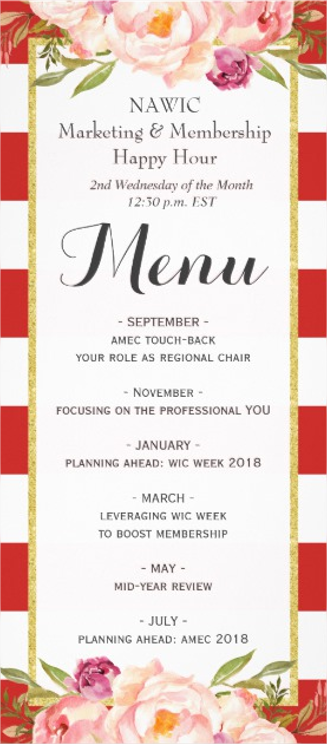 NAWIC
Marketing & Membership
Happy Hour
2nd Wednesday of the Month
12:30 p.m. EST
Menu
- SEPTEMBER -
AMEC TOUCH-BACK
YOUR ROLE AS REGIONAL CHAIR
- NOVEMBER -
FOCUSING ON THE PROFESSIONAL YOU
- JANUARY -
PLANNING AHEAD: WIC WEEK 2018
- MARCH -
LEVERAGING WIC WEEK
TO BOOST MEMBERSHIP
- MAY -
MID-YEAR REVIEW
- JULY -
PLANNING AHEAD: AMEC 2018